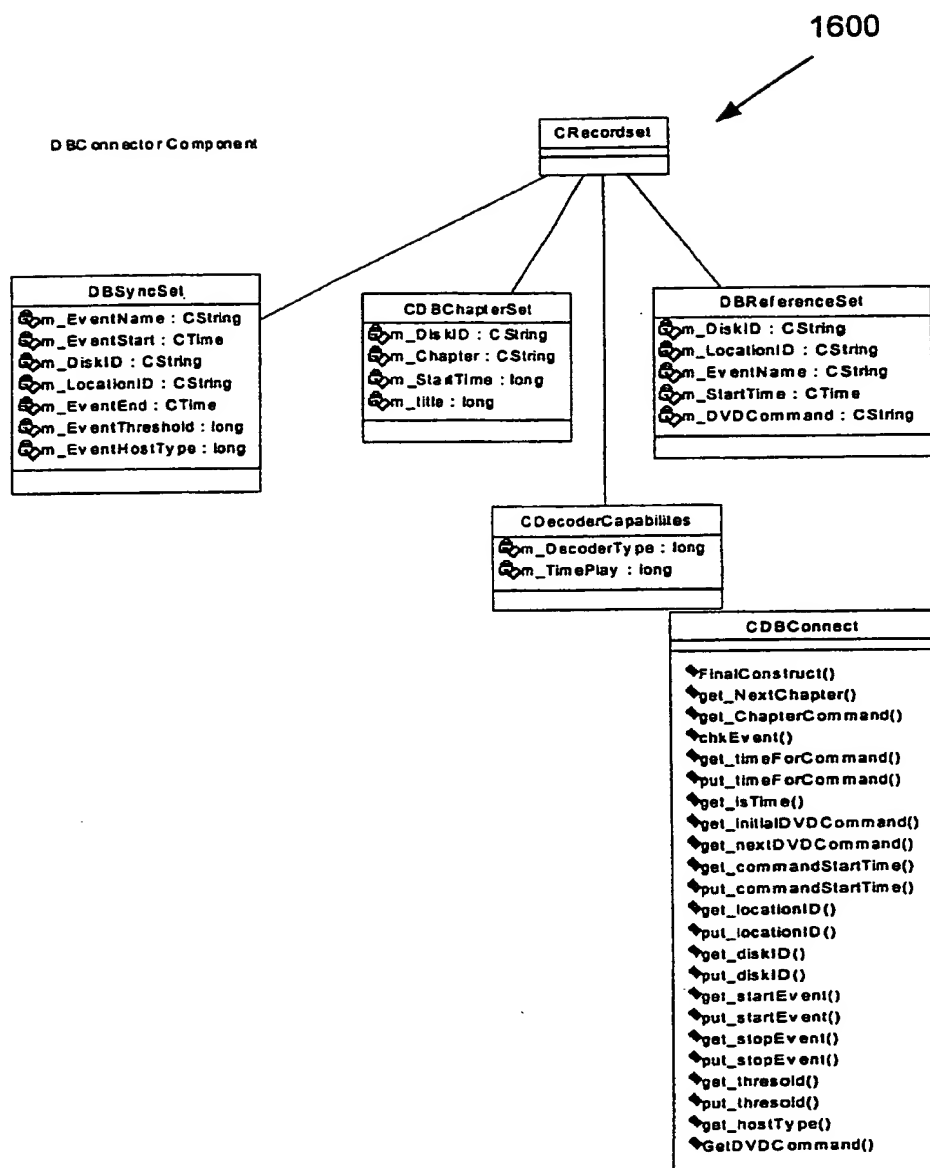 1600
DBConnector Component
CRecordset
DBSyncSet
m_EventName : CString
m_EventStart : CTime
m_DiskID : CString
m_LocationID : CString
m_EventEnd : CTime
m_EventThreshold : long
m_EventHostType : long
CDBChapterSet
m_DiskID : CString
m_Chapter : CString
m_StartTime : long
m_title : long
DBReferenceSet
m_DiskID : CString
m_LocationID : CString
m_EventName : CString
m_StartTime : CTime
m_DVDCommand : CString
CDecoderCapabilites
m_DecoderType : long
m_TimePlay : long
CDBConnect
FinalConstruct()
get_NextChapter()
get_ChapterCommand()
chkEvent()
get_timeForCommand()
put_timeForCommand()
get_isTime()
get_initialDVDCommand()
get_nextDVDCommand()
get_commandStartTime()
put_commandStartTime()
get_locationID()
put_locationID()
get_diskID()
put_diskID()
get_startEvent()
put_startEvent()
get_stopEvent()
put_stopEvent()
get_thresold()
put_thresold()
get_hostType()
GetDVDCommand()